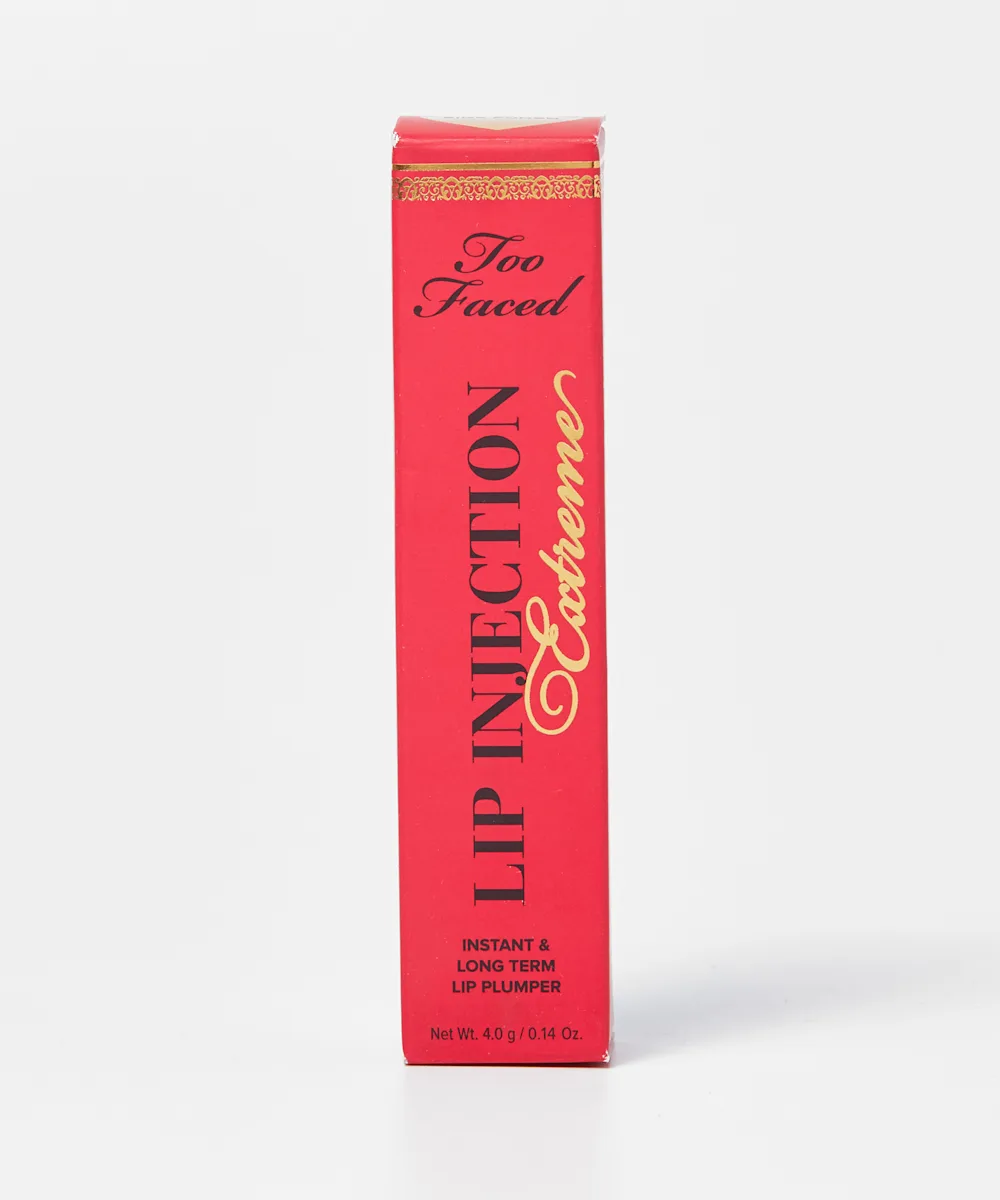 Too
Faced
LIP INJECTION
Extreme
INSTANT &
LONG TERM
LIP PLUMPER
Net Wt. 4.0 g / 0.14 Oz.